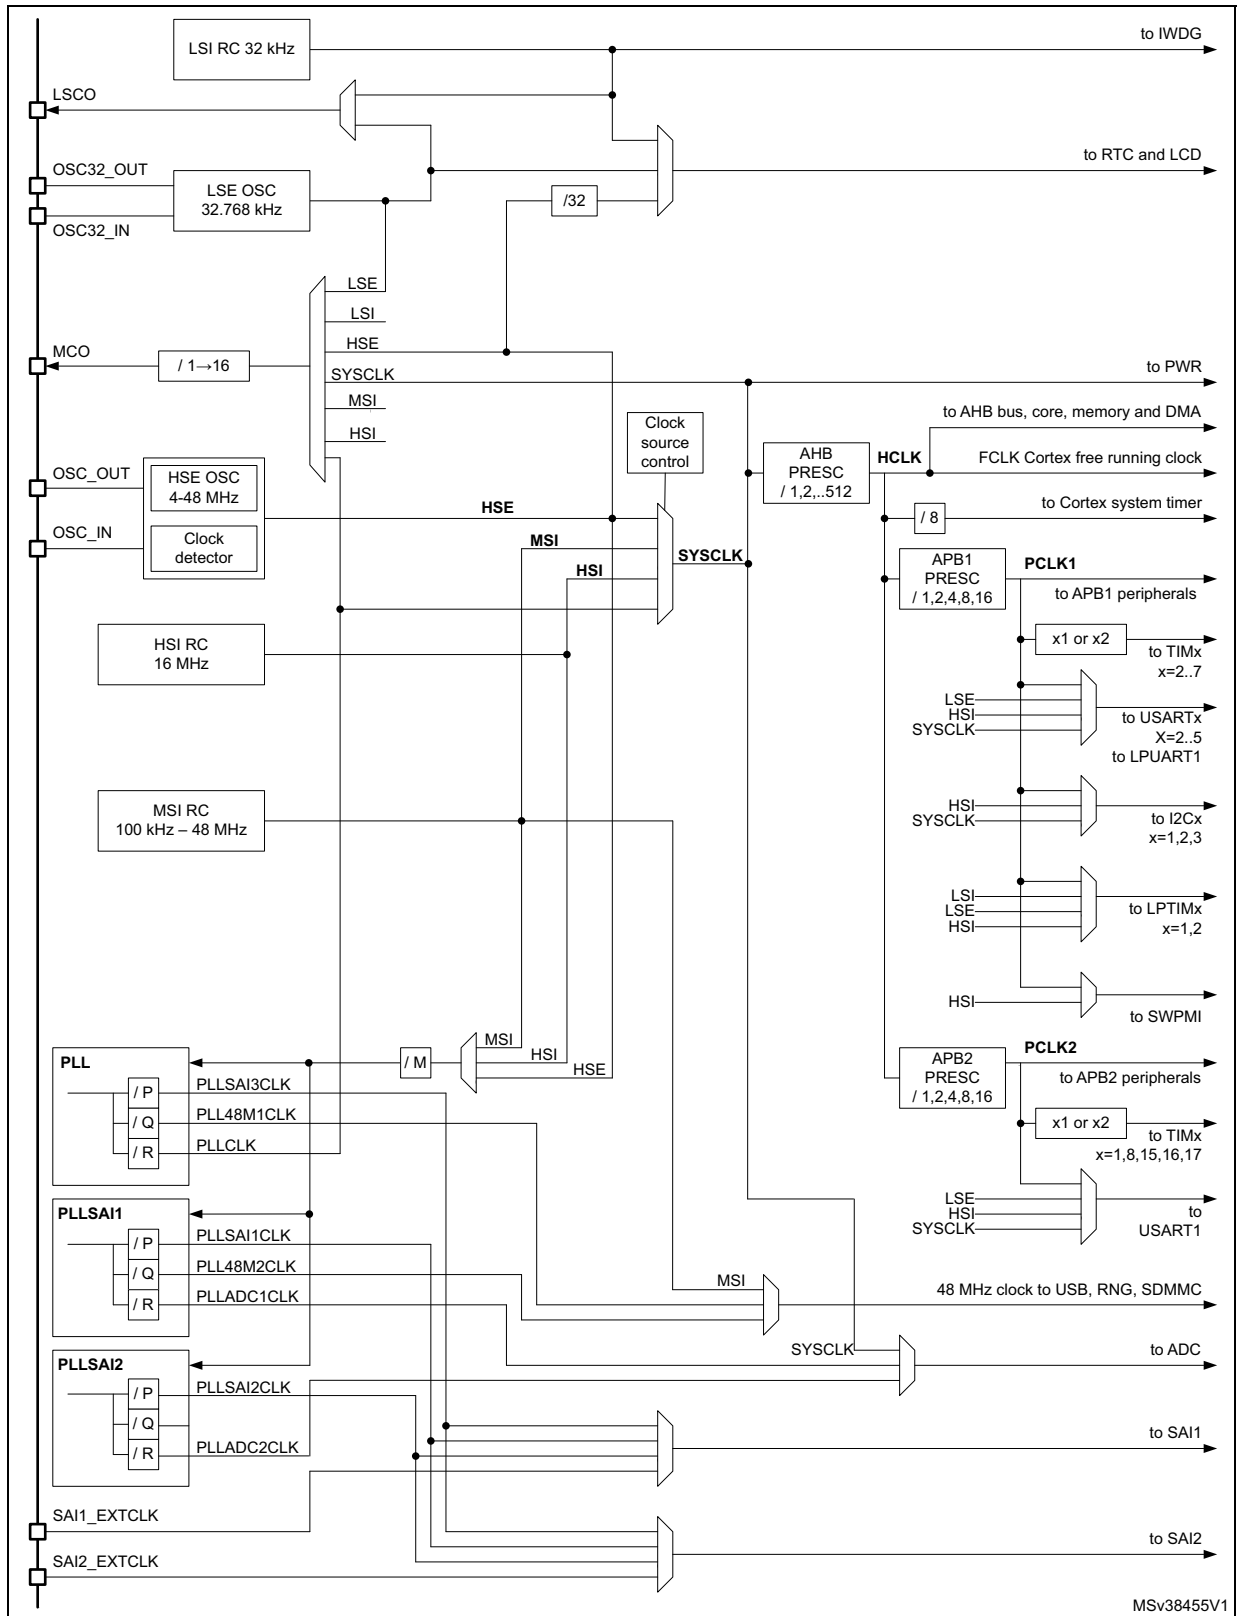 LSI RC 32 kHz
to IWDG
LSCO
to RTC and LCD
OSC32_OUT
LSE OSC
32.768 kHz
/32
OSC32_IN
LSE
LSI
HSE
MCO
/ 1→16
SYSCLK
to PWR
MSI
HSI
to AHB bus, core, memory and DMA
Clock
source
control
AHB
PRESC
/ 1,2,..512
HCLK
FCLK Cortex free running clock
OSC_OUT
HSE OSC
4-48 MHz
OSC_IN
Clock
detector
HSE
MSI
HSI
SYSCLK
/ 8
to Cortex system timer
APB1
PRESC
/ 1,2,4,8,16
PCLK1
to APB1 peripherals
HSI RC
16 MHz
x1 or x2
to TIMx
x=2..7
LSE
HSI
SYSCLK
to USARTx
X=2..5
to LPUART1
MSI RC
100 kHz – 48 MHz
HSI
SYSCLK
to I2Cx
x=1,2,3
LSI
LSE
HSI
to LPTIMx
x=1,2
HSI
to SWPMI
MSI
HSI
HSE
/ M
PLL
/ P
PLLSAI3CLK
/ Q
PLL48M1CLK
/ R
PLLCLK
APB2
PRESC
/ 1,2,4,8,16
PCLK2
to APB2 peripherals
x1 or x2
to TIMx
x=1,8,15,16,17
LSE
HSI
SYSCLK
to
USART1
PLLSAI1
/ P
PLLSAI1CLK
/ Q
PLL48M2CLK
/ R
PLLADC1CLK
MSI
48 MHz clock to USB, RNG, SDMMC
SYSCLK
to ADC
PLLSAI2
/ P
PLLSAI2CLK
/ Q
/ R
PLLADC2CLK
to SAI1
SAI1_EXTCLK
to SAI2
SAI2_EXTCLK
MSv38455V1